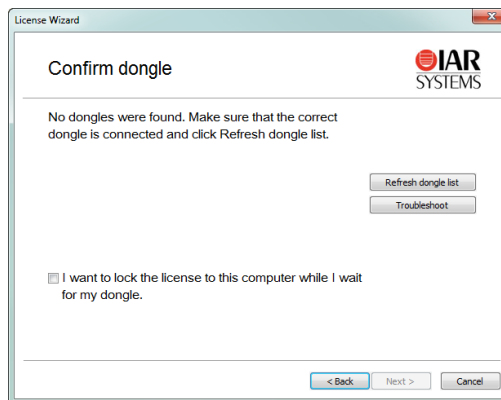 License Wizard
x
Confirm dongle
IAR
SYSTEMS
No dongles were found. Make sure that the correct
dongle is connected and click Refresh dongle list.
Refresh dongle list
Troubleshoot
I want to lock the license to this computer while I wait
for my dongle.
< Back
Next >
Cancel